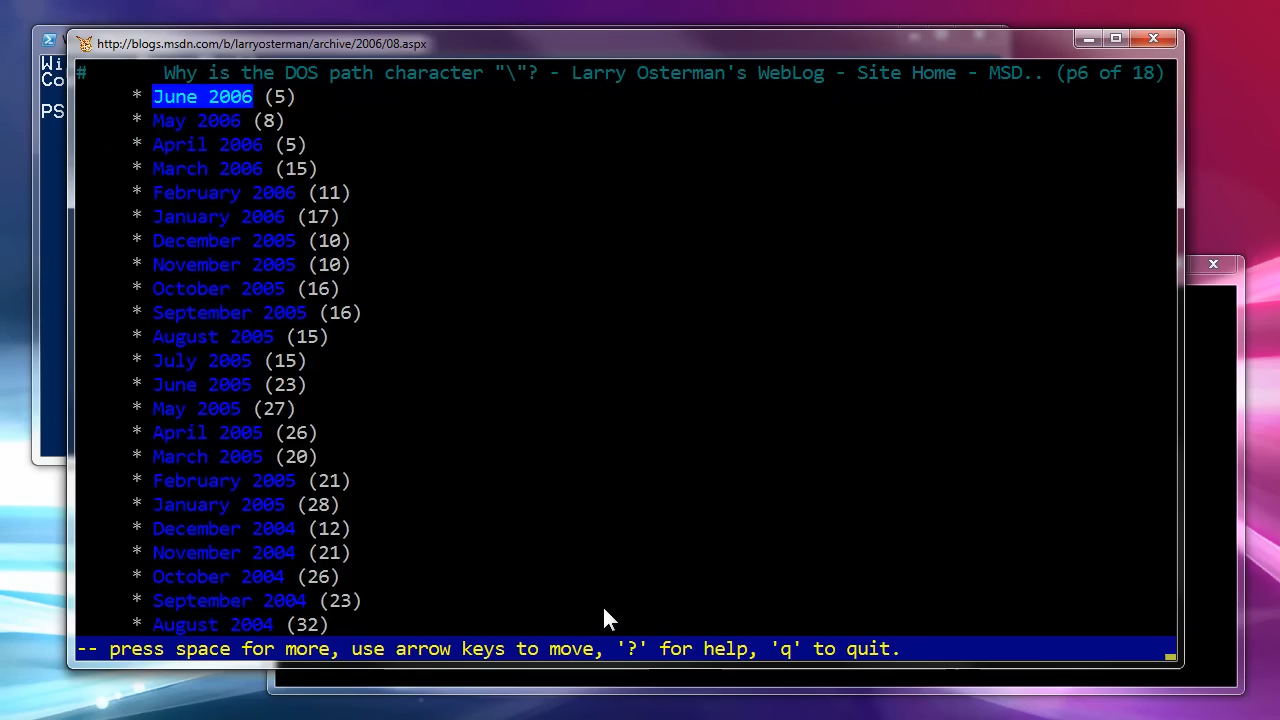 http://blogs.msdn.com/b/larryosterman/archive/2006/08.aspx
Wi
Co
PS
# Why is the DOS path character "\"? - Larry Osterman's WebLog - Site Home - MSD.. (p6 of 18)
* June 2006 (5)
* May 2006 (8)
* April 2006 (5)
* March 2006 (15)
* February 2006 (11)
* January 2006 (17)
* December 2005 (10)
* November 2005 (10)
* October 2005 (16)
* September 2005 (16)
* August 2005 (15)
* July 2005 (15)
* June 2005 (23)
* May 2005 (27)
* April 2005 (26)
* March 2005 (20)
* February 2005 (21)
* January 2005 (28)
* December 2004 (12)
* November 2004 (21)
* October 2004 (26)
* September 2004 (23)
* August 2004 (32)
-- press space for more, use arrow keys to move, '?' for help, 'q' to quit.